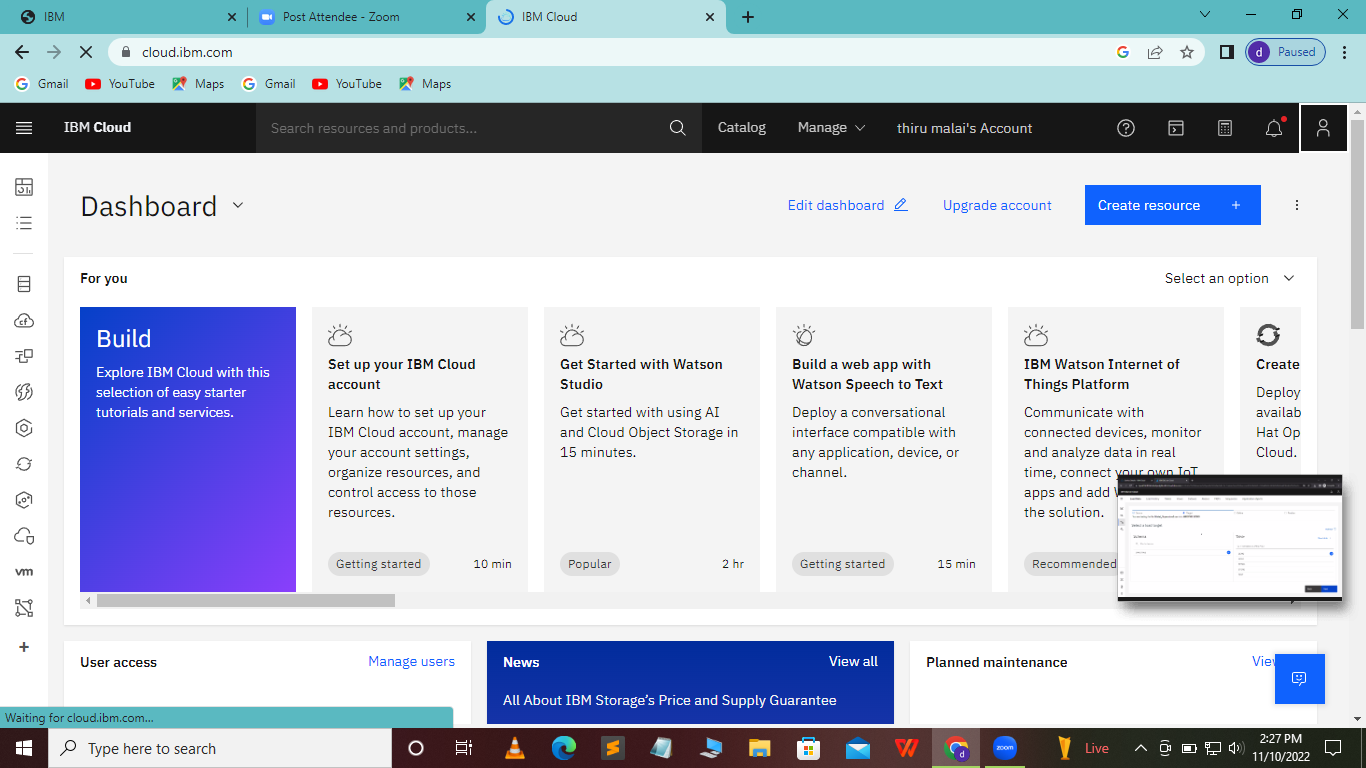 IBM
Post Attendee - Zoom
IBM Cloud
cloud.ibm.com
d Paused
Gmail YouTube Maps Gmail YouTube Maps
IBM Cloud
Search resources and products...
Catalog
Manage
thiru malai's Account
Dashboard
Edit dashboard
Upgrade account
Create resource +
For you
Select an option
Build
Explore IBM Cloud with this
selection of easy starter
tutorials and services.
Set up your IBM Cloud
account
Learn how to set up your
IBM Cloud account, manage
your account settings,
organize resources, and
control access to those
resources.
Getting started 10 min
Get Started with Watson
Studio
Get started with using AI
and Cloud Object Storage in
15 minutes.
Popular 2 hr
Build a web app with
Watson Speech to Text
Deploy a conversational
interface compatible with
any application, device, or
channel.
Getting started 15 min
IBM Watson Internet of
Things Platform
Communicate with
connected devices, monitor
and analyze data in real
time, connect your own IoT
apps and add
the solution.
Recommended
Create
Deploy
availab
Hat Op
Cloud.
vm
User access Manage users
News View all
All About IBM Storage's Price and Supply Guarantee
Planned maintenance
Waiting for cloud.ibm.com...
Type here to search
zoom
Live
2:27 PM
11/10/2022